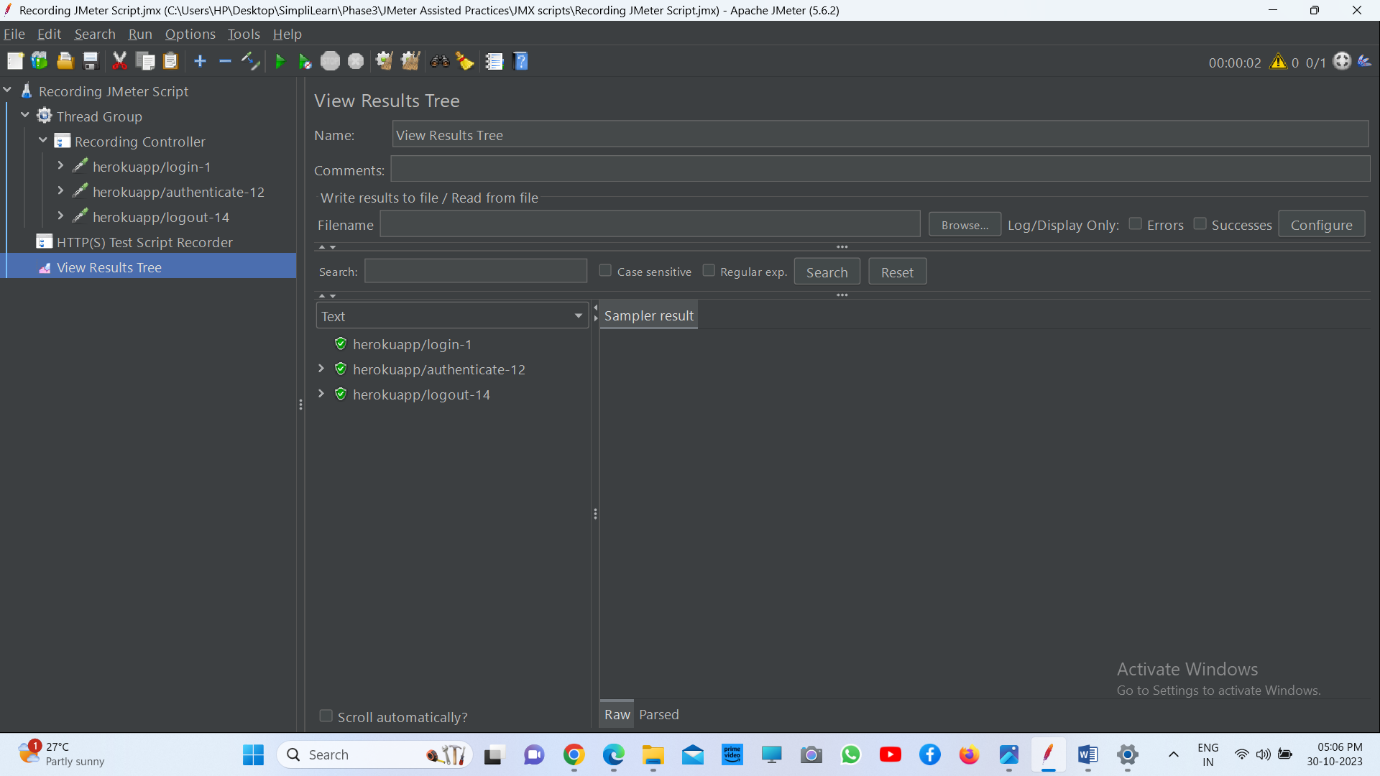 Recording JMeter Script.jmx (C:\Users\HP\Desktop\SimpliLearn\Phase3\JMeter Assisted Practices\JMX scripts\Recording JMeter Script.jmx) - Apache JMeter (5.6.2)
File Edit Search Run Options Tools Help
00:00:02 0 0/1
Recording JMeter Script
Thread Group
Recording Controller
herokuapp/login-1
herokuapp/authenticate-12
herokuapp/logout-14
HTTP(S) Test Script Recorder
View Results Tree
View Results Tree
Name: View Results Tree
Comments:
Write results to file / Read from file
Filename Browse... Log/Display Only: Errors Successes Configure
Search: Case sensitive Regular exp. Search Reset
Text
Sampler result
herokuapp/login-1
herokuapp/authenticate-12
herokuapp/logout-14
Activate Windows
Go to Settings to activate Windows.
Scroll automatically?
Raw Parsed
1
27°C
Partly sunny
Search
prime video
ENG
IN
05:06 PM
30-10-2023